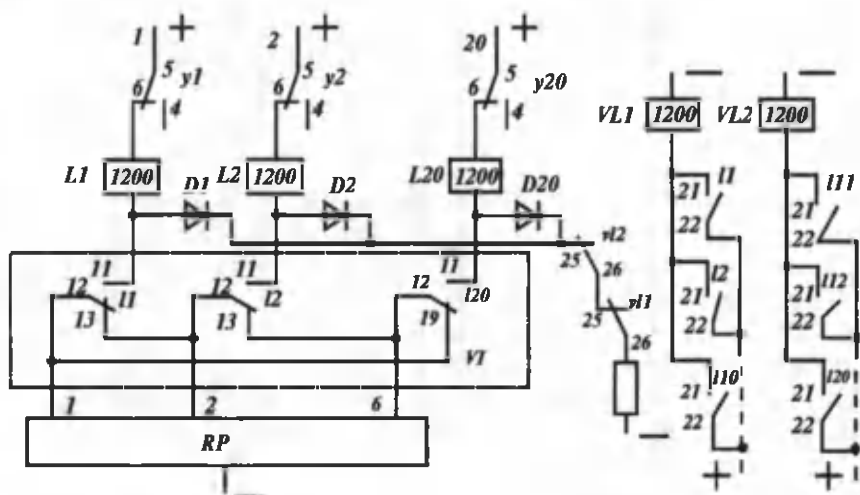 1 + 2 + 20 +
5 y1 5 y2 5 y20
6 4 6 4 6 4
VL1 1200 VL2 1200
L1 1200 L2 1200 L20 1200
D1 D2 D20
11 11 11
l1 l2 l20
12 12 12
13 13 19
vl2
25 26
vl1
25 26
VI
1 2 6
RP
21 l1 21 l11
22 22
21 l2 21 l12
22 22
21 l10 21 l20
22 22
+ +